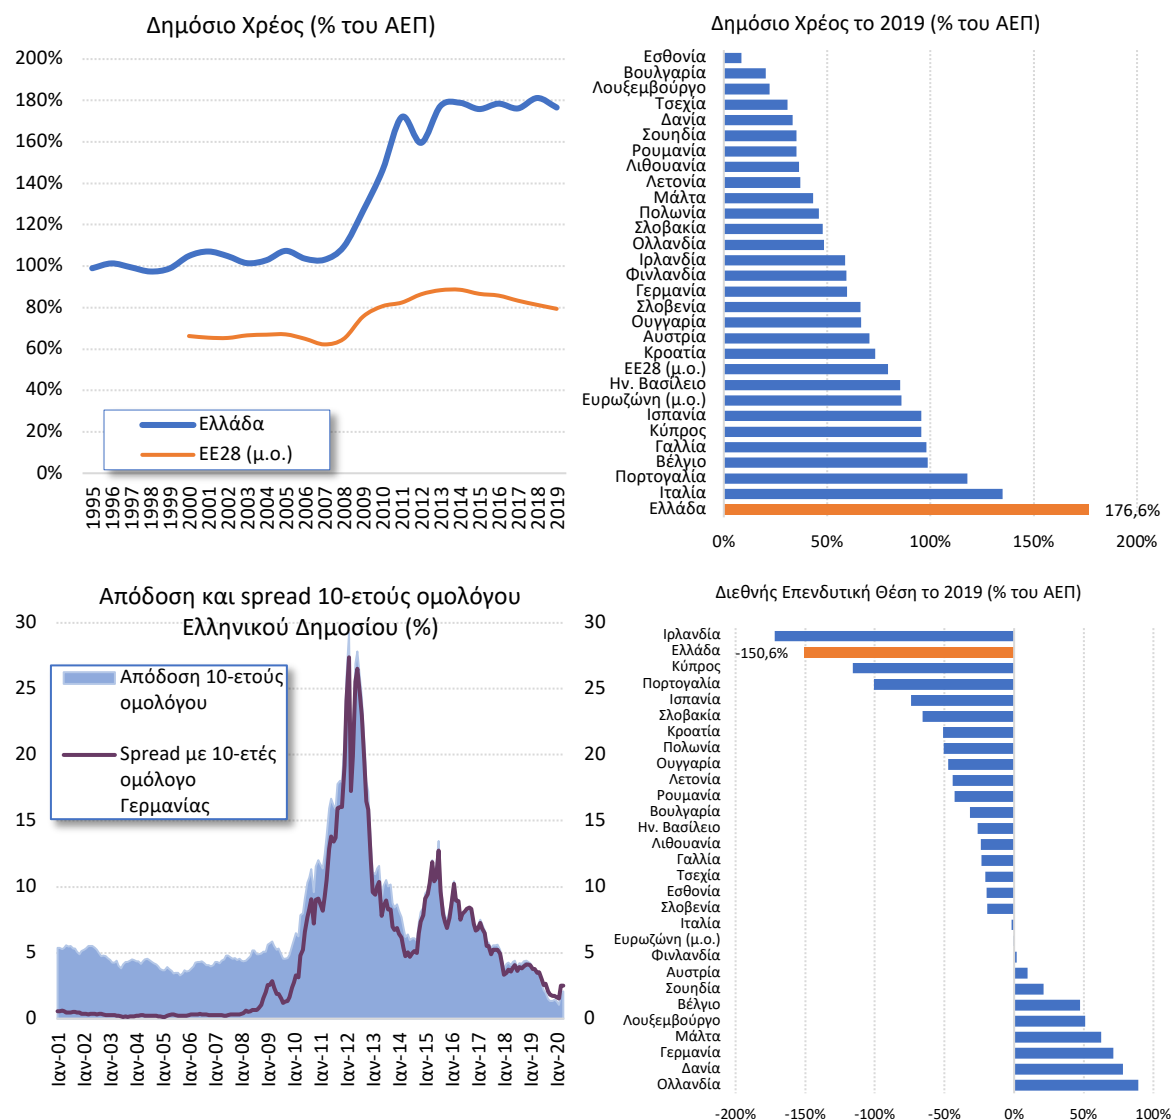 Δημόσιο Χρέος (% του ΑΕΠ)
200%
180%
160%
140%
120%
100%
80%
60%
40%
20%
0%
Ελλάδα
ΕΕ28 (μ.ο.)
1995
1996
1997
1998
1999
2000
2001
2002
2003
2004
2005
2006
2007
2008
2009
2010
2011
2012
2013
2014
2015
2016
2017
2018
2019
Δημόσιο Χρέος το 2019 (% του ΑΕΠ)
Εσθονία
Βουλγαρία
Λουξεμβούργο
Τσεχία
Δανία
Σουηδία
Ρουμανία
Λιθουανία
Λετονία
Μάλτα
Πολωνία
Σλοβακία
Ολλανδία
Ιρλανδία
Φινλανδία
Γερμανία
Σλοβενία
Ουγγαρία
Αυστρία
Κροατία
ΕΕ28 (μ.ο.)
Ην. Βασίλειο
Ευρωζώνη (μ.ο.)
Ισπανία
Κύπρος
Γαλλία
Βέλγιο
Πορτογαλία
Ιταλία
Ελλάδα
176,6%
0% 50% 100% 150% 200%
Απόδοση και spread 10-ετούς ομολόγου
Ελληνικού Δημοσίου (%)
30
25
20
15
10
5
0
30
25
20
15
10
5
0
Απόδοση 10-ετούς
ομολόγου
Spread με 10-ετές
ομόλογο
Γερμανίας
Ιαν-01
Ιαν-02
Ιαν-03
Ιαν-04
Ιαν-05
Ιαν-06
Ιαν-07
Ιαν-08
Ιαν-09
Ιαν-10
Ιαν-11
Ιαν-12
Ιαν-13
Ιαν-14
Ιαν-15
Ιαν-16
Ιαν-17
Ιαν-18
Ιαν-19
Ιαν-20
Διεθνής Επενδυτική Θέση το 2019 (% του ΑΕΠ)
Ιρλανδία
Ελλάδα
-150,6%
Κύπρος
Πορτογαλία
Ισπανία
Σλοβακία
Κροατία
Πολωνία
Ουγγαρία
Λετονία
Ρουμανία
Βουλγαρία
Ην. Βασίλειο
Λιθουανία
Γαλλία
Τσεχία
Εσθονία
Σλοβενία
Ιταλία
Ευρωζώνη (μ.ο.)
Φινλανδία
Αυστρία
Σουηδία
Βέλγιο
Λουξεμβούργο
Μάλτα
Γερμανία
Δανία
Ολλανδία
-200% -150% -100% -50% 0% 50% 100%